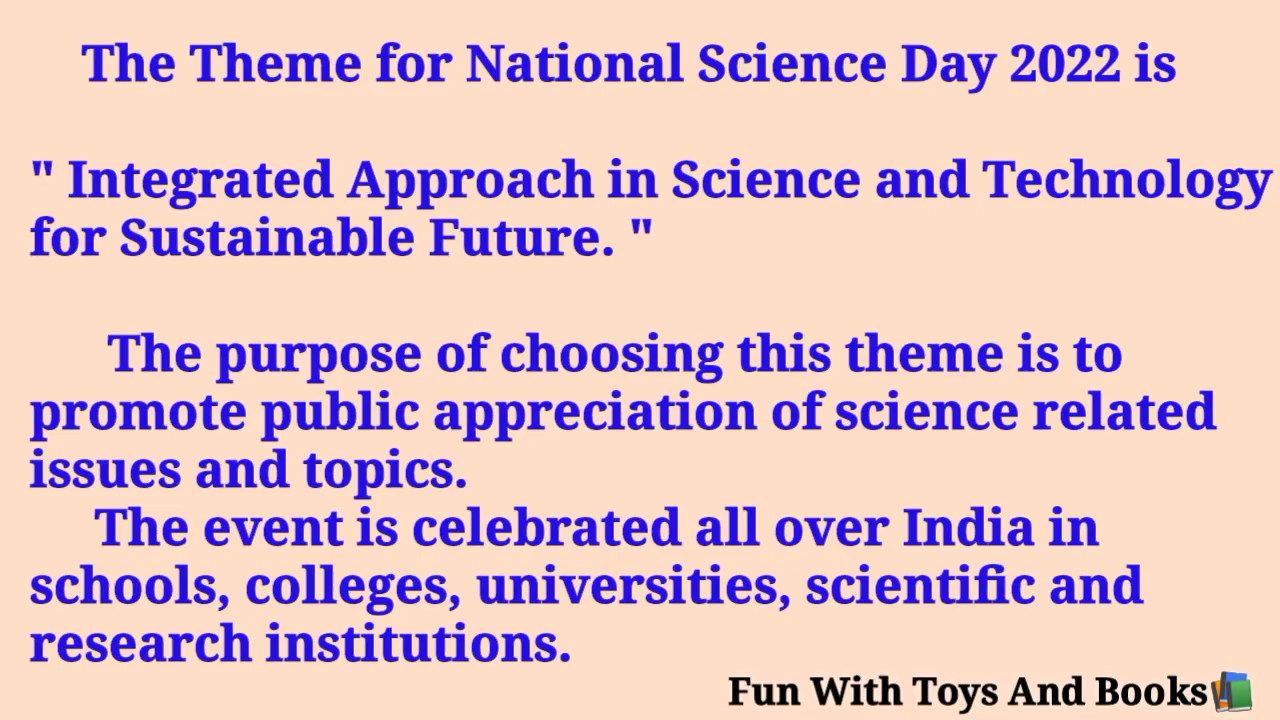 The Theme for National Science Day 2022 is
" Integrated Approach in Science and Technology
for Sustainable Future. "
The purpose of choosing this theme is to
promote public appreciation of science related
issues and topics.
The event is celebrated all over India in
schools, colleges, universities, scientific and
research institutions.
Fun With Toys And Books